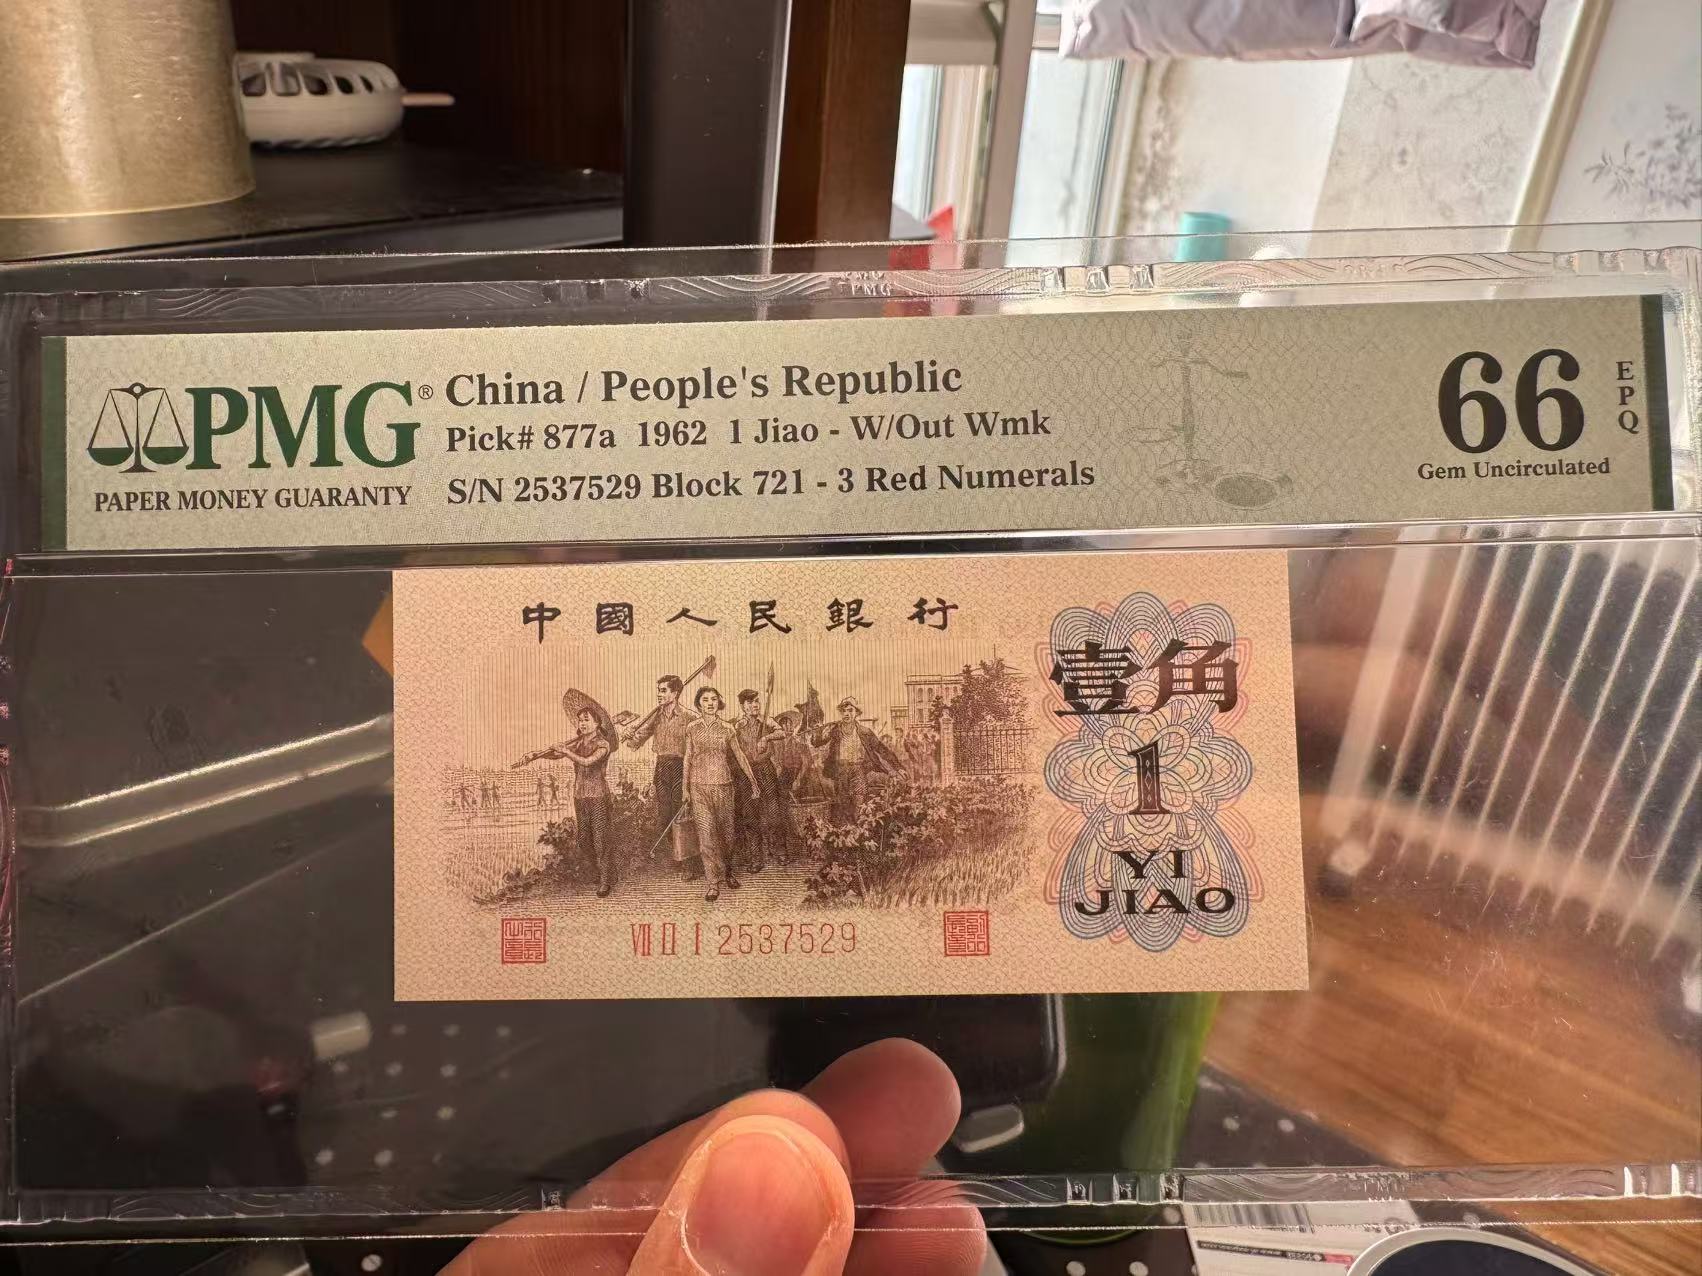 PMG
PMG® China / People's Republic
Pick# 877a 1962 1 Jiao - W/Out Wmk
PAPER MONEY GUARANTY
S/N 2537529 Block 721 - 3 Red Numerals
66 EPQ
Gem Uncirculated
中國人民銀行
壹角
1
YI
JIAO
VII II I 2537529